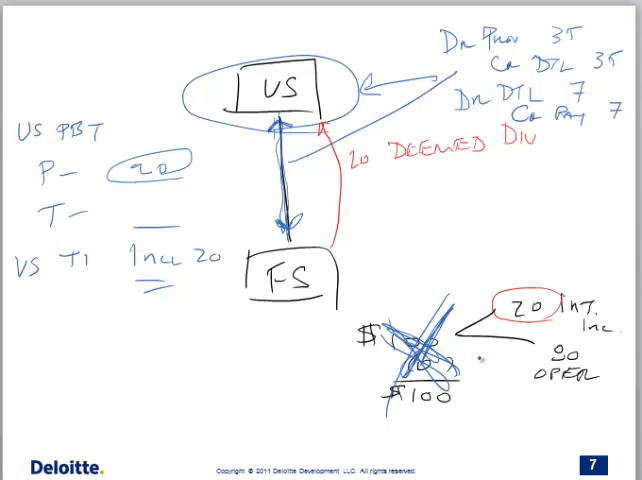 Dr Prov 35
Cr DTL 35
Dr DTL 7
Cr Pay 7
US
20 DEEMED DIV
US PBT
P- 20
T-
US TI Incl 20
FS
20 INT.
Inc.
$100
OPER
$100
Deloitte.
Copyright © 2011 Deloitte Development LLC. All rights reserved.
7